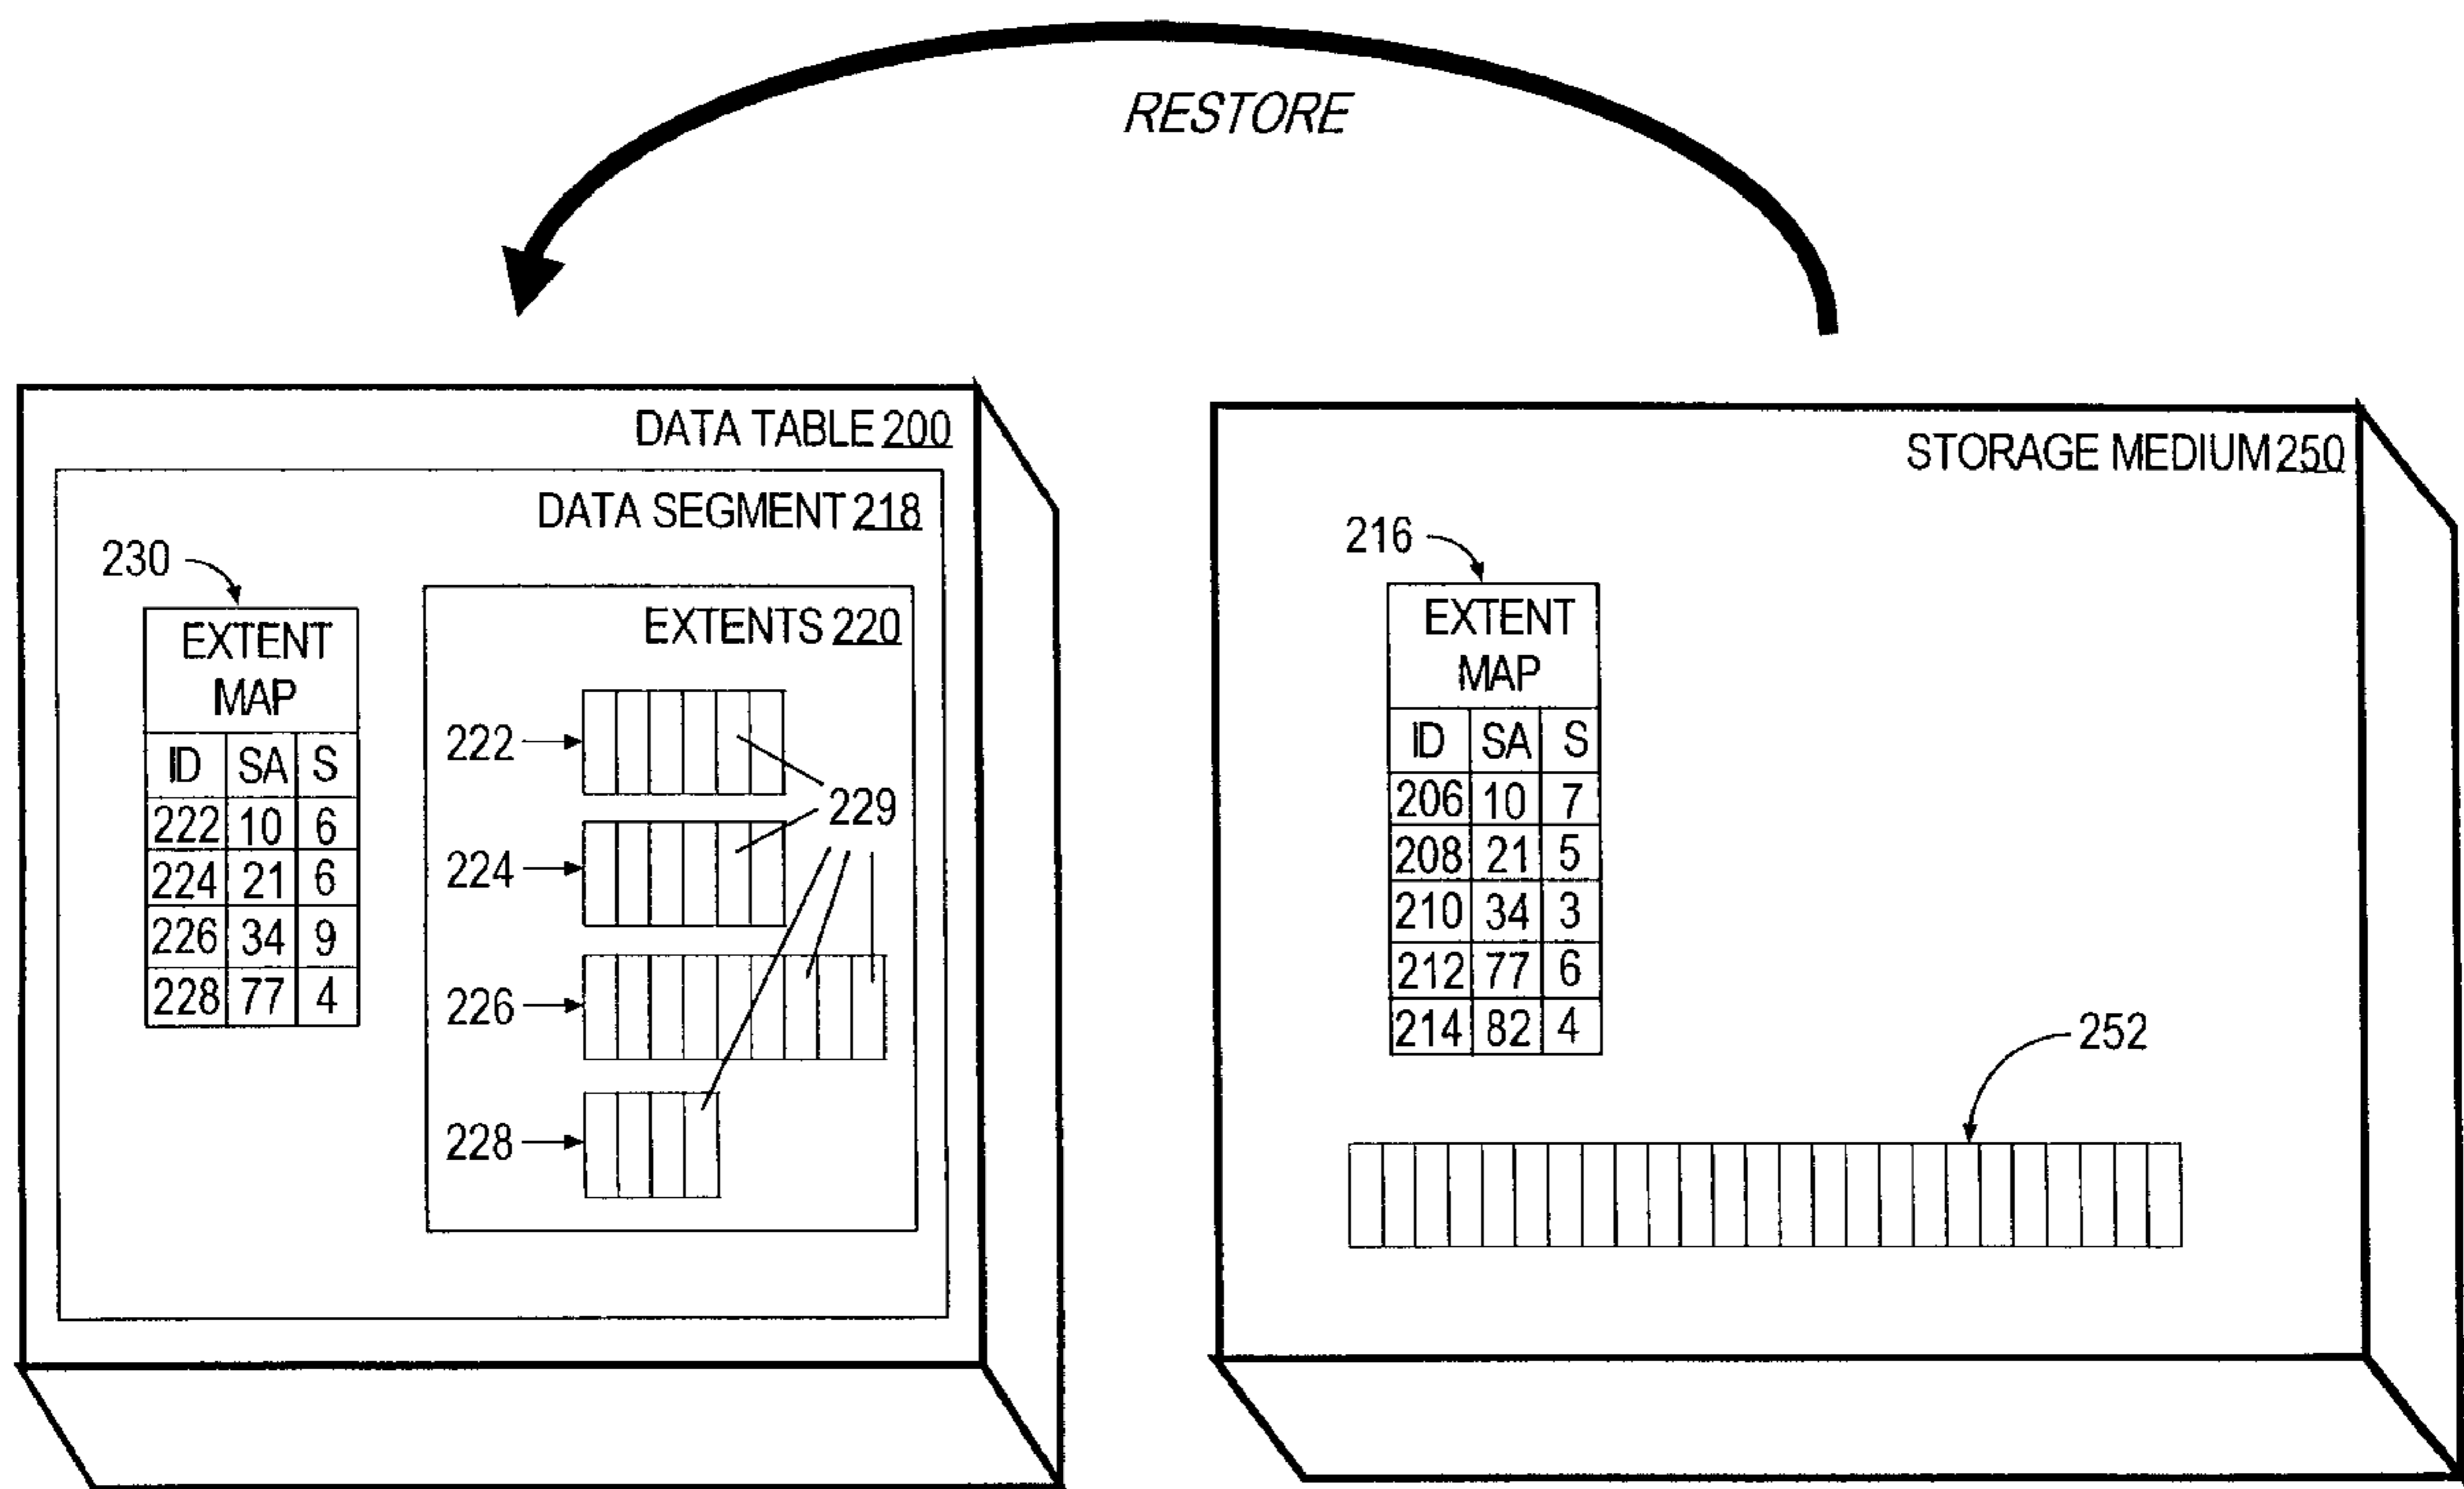 RESTORE
DATA TABLE 200
DATA SEGMENT 218
230
EXTENT
MAP
ID SA S
222 10 6
224 21 6
226 34 9
228 77 4
EXTENTS 220
222
224
226
228
229
STORAGE MEDIUM 250
216
EXTENT
MAP
ID SA S
206 10 7
208 21 5
210 34 3
212 77 6
214 82 4
252